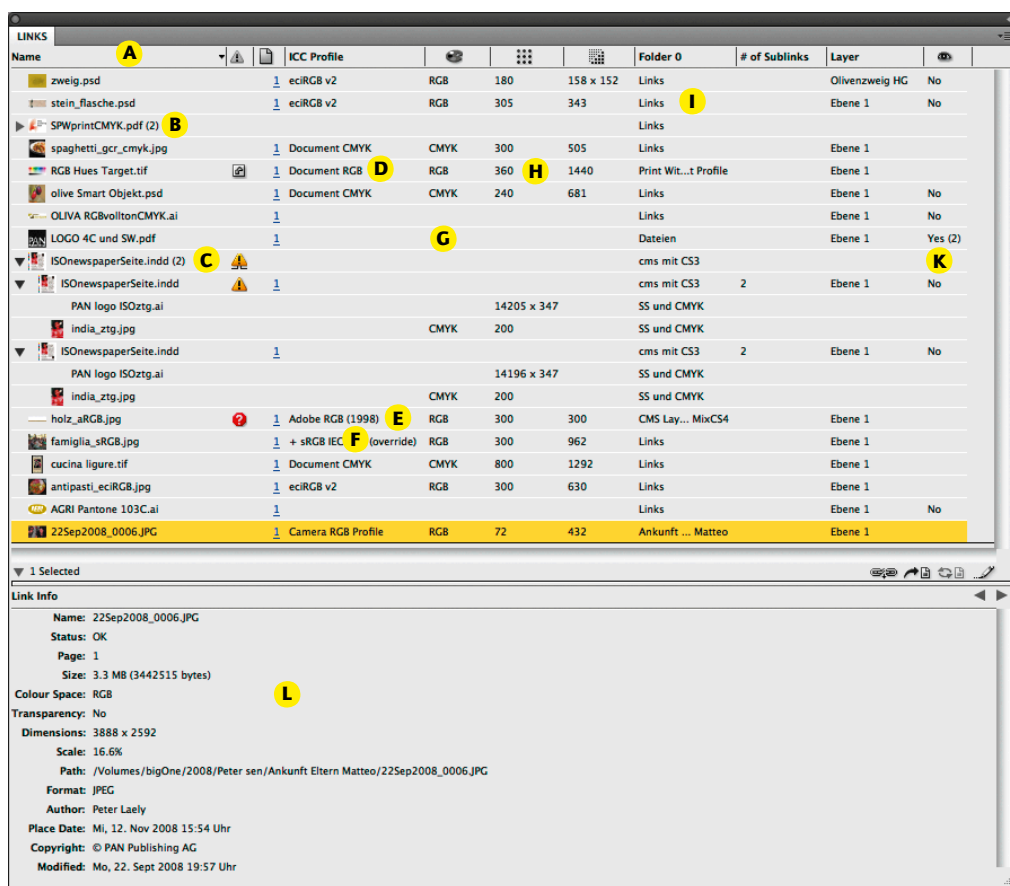 LINKS
Name A ICC Profile Folder 0 # of Sublinks Layer
zweig.psd 1 eciRGB v2 RGB 180 158 x 152 Links Olivenzweig HG No
stein_flasche.psd 1 eciRGB v2 RGB 305 343 Links I Ebene 1 No
SPWprintCMYK.pdf (2) B Links
spaghetti_gcr_cmyk.jpg 1 Document CMYK CMYK 300 505 Links Ebene 1
RGB Hues Target.tif 1 Document RGB D RGB 360 H 1440 Print Wit...t Profile Ebene 1
olive Smart Objekt.psd 1 Document CMYK CMYK 240 681 Links Ebene 1 No
OLIVA RGBvolltonCMYK.ai 1 Links Ebene 1 No
PAN LOGO 4C und SW.pdf 1 G Dateien Ebene 1 Yes (2)
ISOnewspaperSeite.indd (2) C cms mit CS3 K
ISOnewspaperSeite.indd 1 cms mit CS3 2 Ebene 1 No
PAN logo ISOztg.ai 14205 x 347 SS und CMYK
india_ztg.jpg CMYK 200 SS und CMYK
ISOnewspaperSeite.indd 1 cms mit CS3 2 Ebene 1 No
PAN logo ISOztg.ai 14196 x 347 SS und CMYK
india_ztg.jpg CMYK 200 SS und CMYK
holz_aRGB.jpg ? 1 Adobe RGB (1998) E RGB 300 300 CMS Lay... MixCS4 Ebene 1
famiglia_sRGB.jpg 1 + sRGB IEC F (override) RGB 300 962 Links Ebene 1
cucina ligure.tif 1 Document CMYK CMYK 800 1292 Links Ebene 1
antipasti_eciRGB.jpg 1 eciRGB v2 RGB 300 630 Links Ebene 1
AGRI Pantone 103C.ai 1 Links Ebene 1 No
22Sep2008_0006.JPG 1 Camera RGB Profile RGB 72 432 Ankunft ... Matteo Ebene 1
1 Selected
Link Info
Name: 22Sep2008_0006.JPG
Status: OK
Page: 1
Size: 3.3 MB (3442515 bytes)
Colour Space: RGB L
Transparency: No
Dimensions: 3888 x 2592
Scale: 16.6%
Path: /Volumes/bigOne/2008/Peter sen/Ankunft Eltern Matteo/22Sep2008_0006.JPG
Format: JPEG
Author: Peter Laely
Place Date: Mi, 12. Nov 2008 15:54 Uhr
Copyright: © PAN Publishing AG
Modified: Mo, 22. Sept 2008 19:57 Uhr